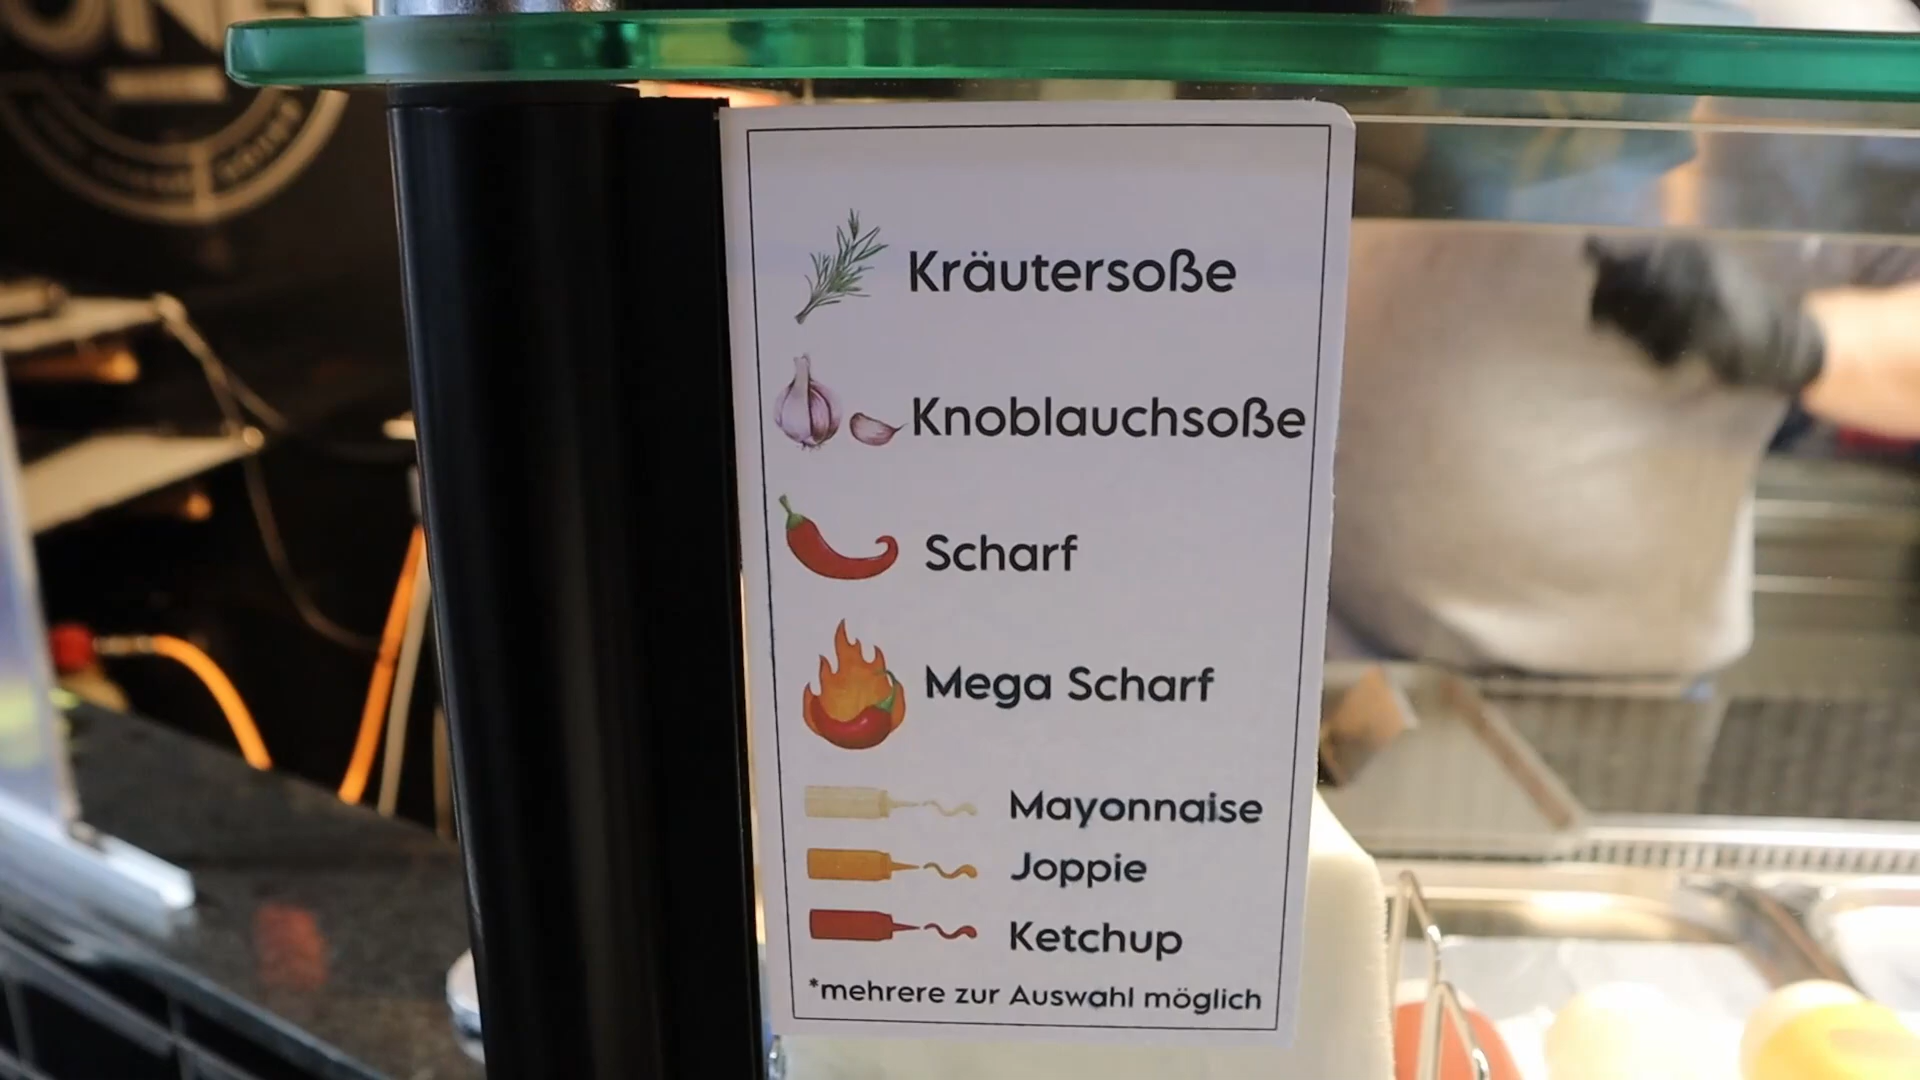 Kräutersoße
Knoblauchsoße
Scharf
Mega Scharf
Mayonnaise
Joppie
Ketchup
*mehrere zur Auswahl möglich